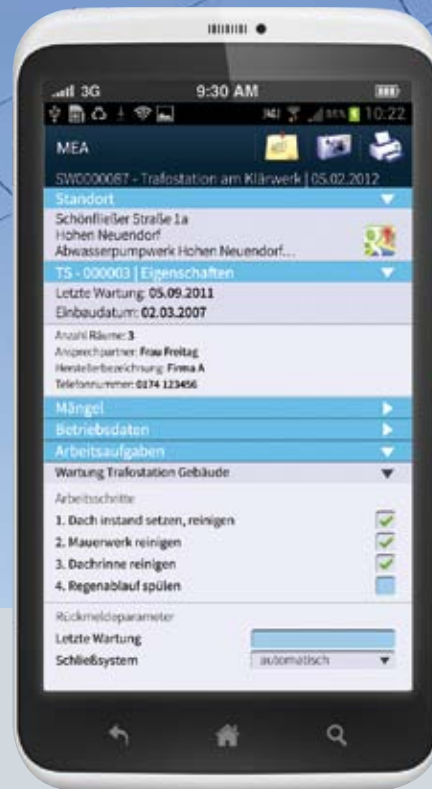 3G 9:30 AM
10:22
MEA
SW0000087 - Trafostation am Klärwerk | 05.02.2012
Standort
Schönfließer Straße 1a
Hohen Neuendorf
Abwasserpumpwerk Hohen Neuendorf...
TS - 000003 | Eigenschaften
Letzte Wartung: 05.09.2011
Einbaudatum: 02.03.2007
Anzahl Räume: 3
Ansprechpartner: Frau Freitag
Herstellerbezeichnung: Firma A
Telefonnummer: 0174 123456
Mängel
Betriebsdaten
Arbeitsaufgaben
Wartung Trafostation Gebäude
Arbeitsschritte
1. Dach instand setzen, reinigen
2. Mauerwerk reinigen
3. Dachrinne reinigen
4. Regenablauf spülen
Rückmeldeparameter
Letzte Wartung
Schließsystem automatisch